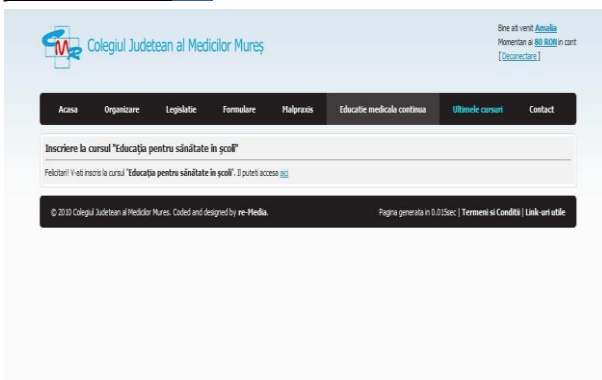 CMR Colegiul Judetean al Medicilor Mureș
Bine ati venit Amalia
Momentan ai 80 RON in cont
[ Deconectare ]
Acasa Organizare Legislatie Formulare Malpraxis Educatie medicala continua Ultimele cursuri Contact
Inscriere la cursul "Educația pentru sănătate în școli"
Felicitari! V-ati inscris la cursul "Educația pentru sănătate în școli". Il puteti accesa aici
© 2010 Colegiul Judetean al Medicilor Mures. Coded and designed by re-Media. Pagina generata in 0.015sec | Termeni si Conditii | Link-uri utile